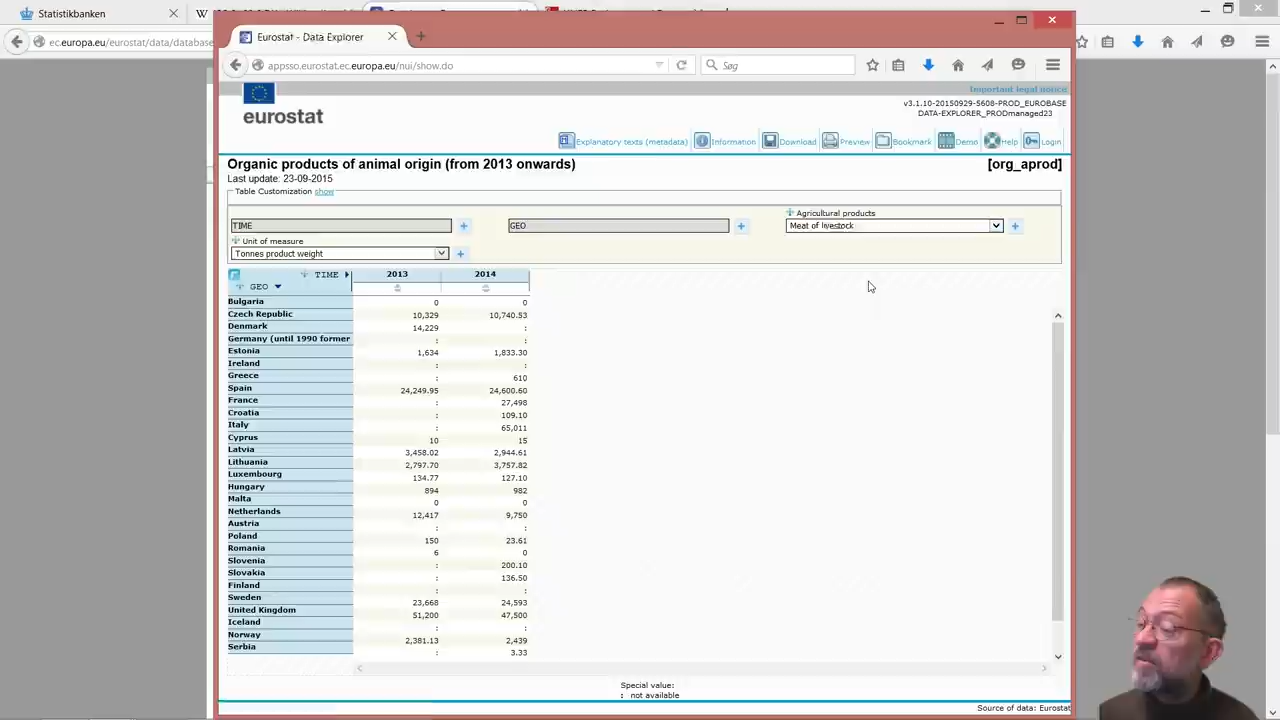 Statistikbanken
ec.europa.eu/eurostat/data/database
Eurostat - Data Explorer
appsso.eurostat.ec.europa.eu/nui/show.do
Søg
Important legal notice
eurostat
v3.1.10-20150929-5608-PROD_EUROBASE
DATA-EXPLORER_PRODmanaged23
Explanatory texts (metadata) Information Download Preview Bookmark Demo Help Login
Organic products of animal origin (from 2013 onwards) [org_aprod]
Last update: 23-09-2015
Table Customization show
Agricultural products
TIME + GEO + Meat of livestock +
Unit of measure
Tonnes product weight +
TIME 2013 2014
GEO
Bulgaria 0 0
Czech Republic 10,329 10,740.53
Denmark 14,229 :
Germany (until 1990 former : :
Estonia 1,634 1,833.30
Ireland : :
Greece : 610
Spain 24,249.95 24,600.60
France : 27,498
Croatia : 109.10
Italy : 65,011
Cyprus 10 15
Latvia 3,458.02 2,944.61
Lithuania 2,797.70 3,757.82
Luxembourg 134.77 127.10
Hungary 894 982
Malta 0 0
Netherlands 12,417 9,750
Austria : :
Poland 150 23.61
Romania 6 0
Slovenia : 200.10
Slovakia : 136.50
Finland : :
Sweden 23,668 24,593
United Kingdom 51,200 47,500
Iceland : :
Norway 2,381.13 2,439
Serbia : 3.33
Special value:
: not available
Source of data: Eurostat